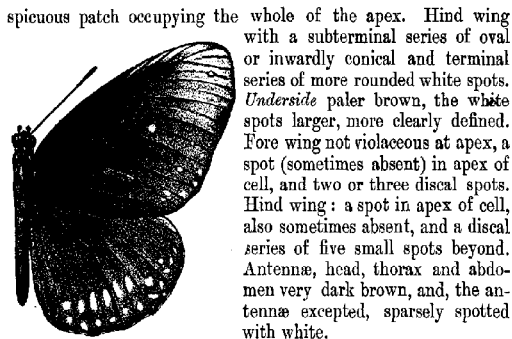 spicuous patch occupying the whole of the apex. Hind wing
with a subterminal series of oval
or inwardly conical and terminal
series of more rounded white spots.
Underside paler brown, the white
spots larger, more clearly defined.
Fore wing not violaceous at apex, a
spot (sometimes absent) in apex of
cell, and two or three discal spots.
Hind wing : a spot in apex of cell,
also sometimes absent, and a discal
series of five small spots beyond.
Antennæ, head, thorax and abdo-
men very dark brown, and, the an-
tennæ excepted, sparsely spotted
with white.